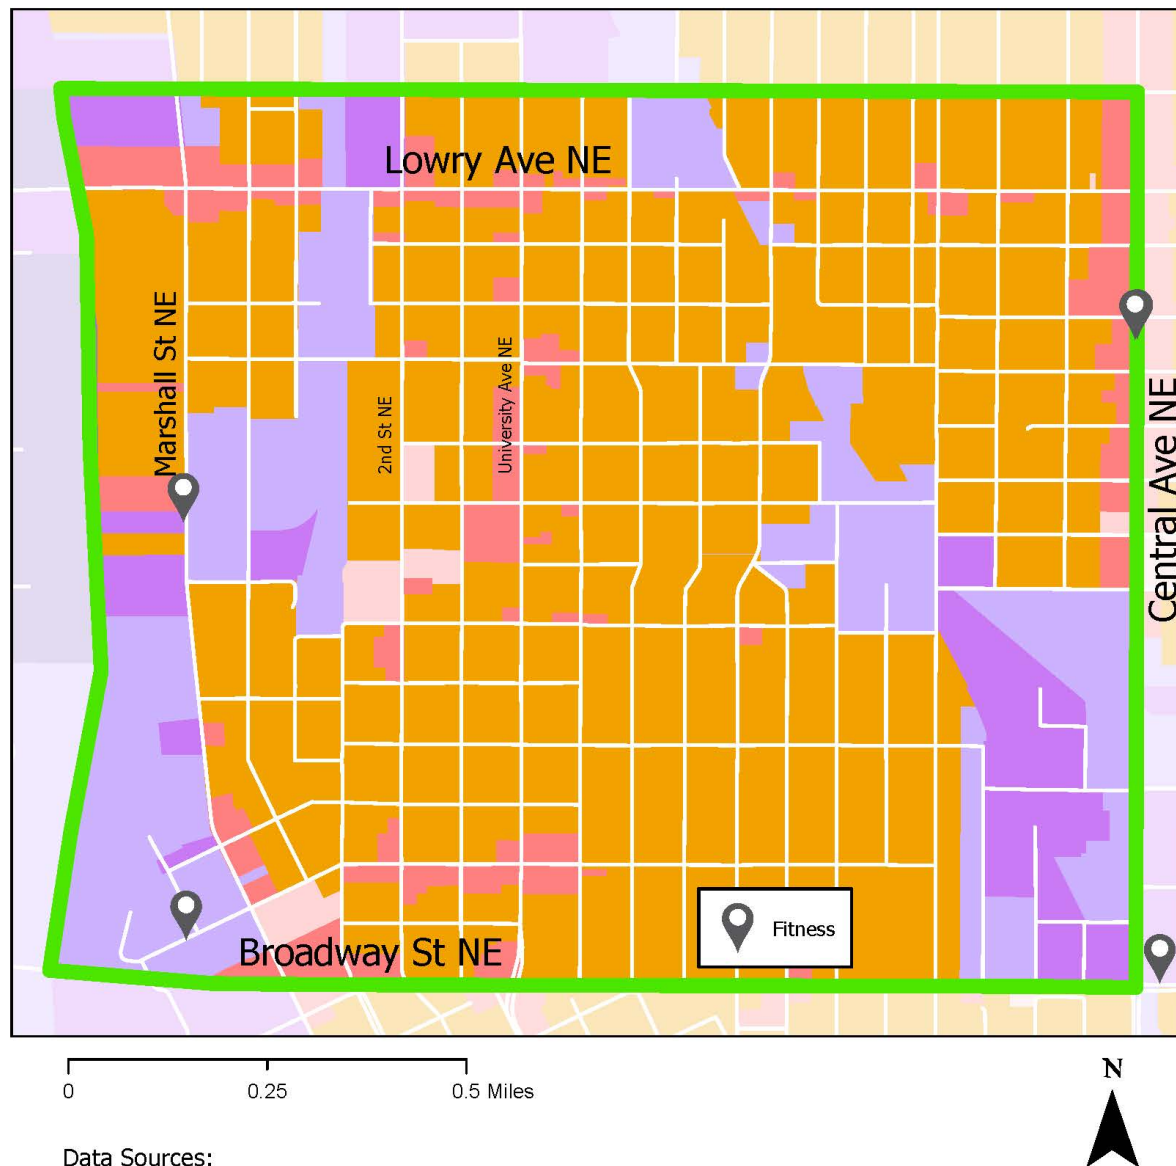 Lowry Ave NE
Marshall St NE
2nd St NE
University Ave NE
Central Ave NE
Fitness
Broadway St NE
0 0.25 0.5 Miles
N
Data Sources: